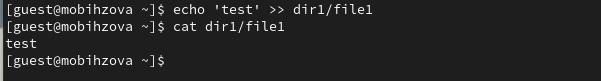 [guest@mobihzova ~]$ echo 'test' >> dir1/file1
[guest@mobihzova ~]$ cat dir1/file1
test
[guest@mobihzova ~]$